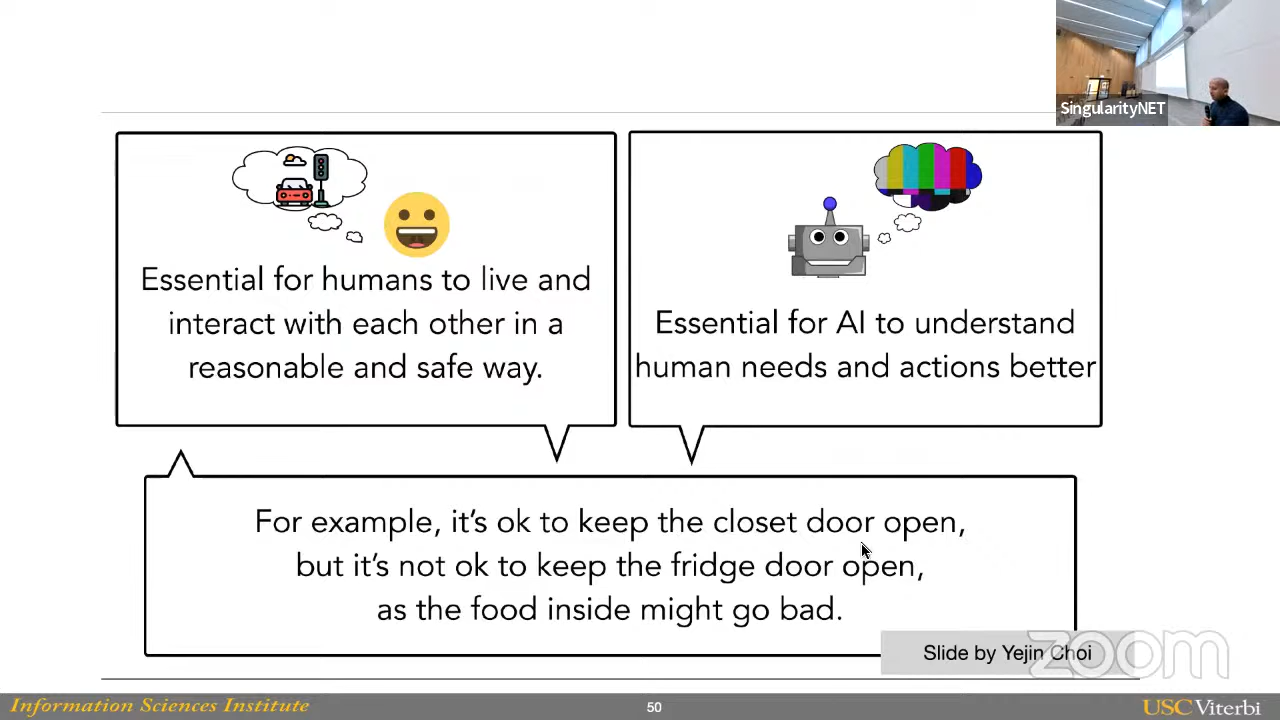 SingularityNET
Essential for humans to live and
interact with each other in a
reasonable and safe way.
Essential for AI to understand
human needs and actions better
For example, it's ok to keep the closet door open,
but it's not ok to keep the fridge door open,
as the food inside might go bad.
Slide by Yejin Choi
zoom
Information Sciences Institute
50
USC Viterbi